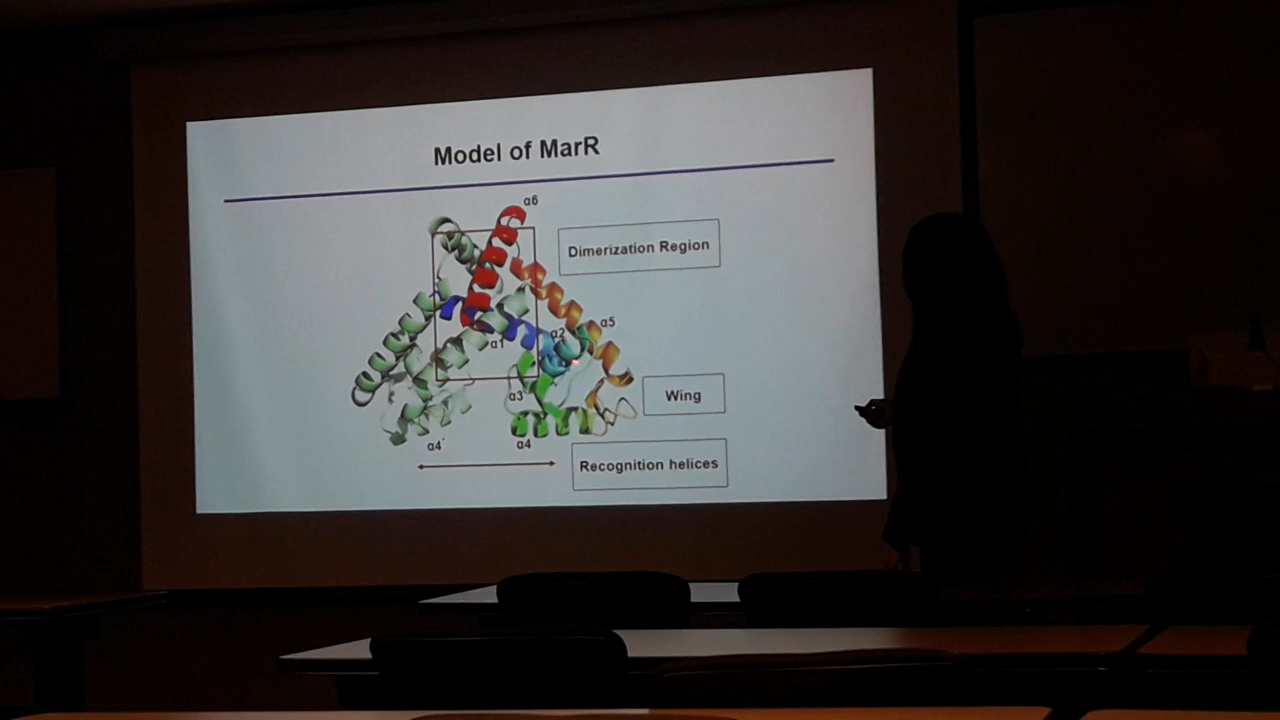 Model of MarR
α6
Dimerization Region
α5
α2
α1
α3
Wing
α4´
α4
Recognition helices